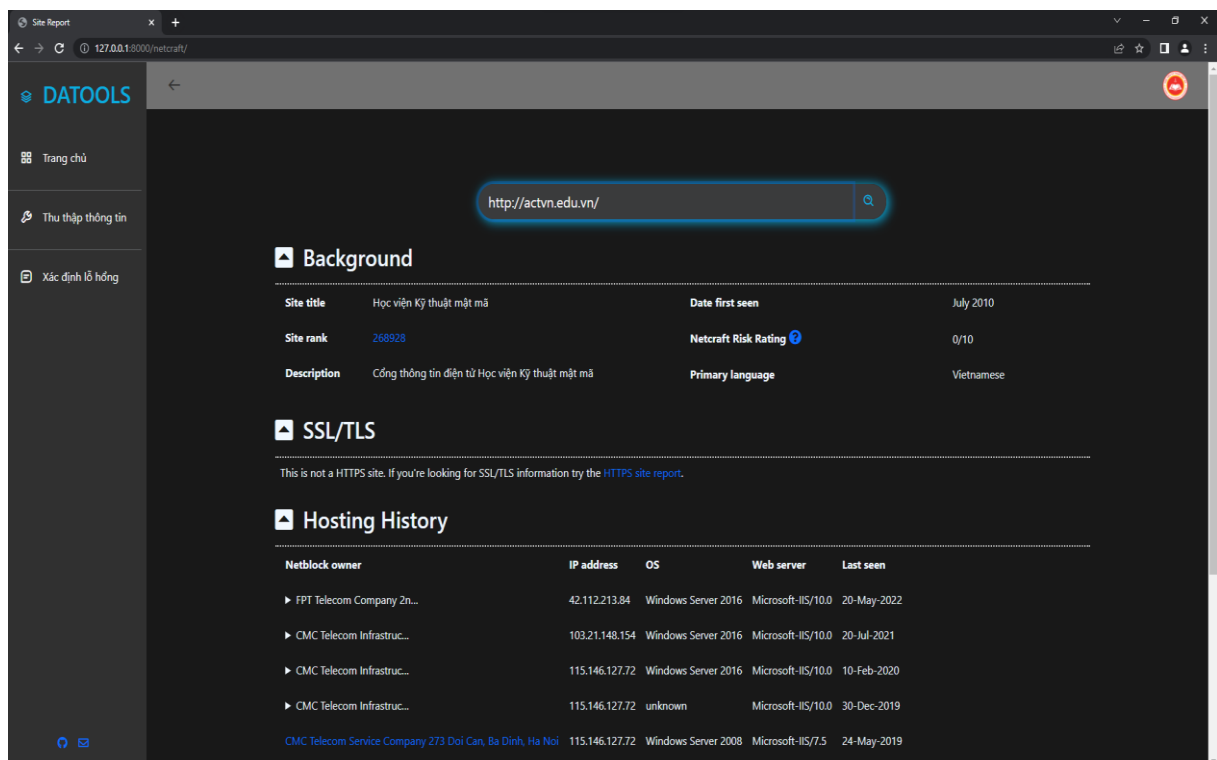 Site Report
127.0.0.1:8000/netcraft/
DATOOLS
Trang chủ
Thu thập thông tin
Xác định lỗ hổng
http://actvn.edu.vn/
Background
Site title Học viện Kỹ thuật mật mã Date first seen July 2010
Site rank 268928 Netcraft Risk Rating ? 0/10
Description Cổng thông tin điện tử Học viện Kỹ thuật mật mã Primary language Vietnamese
SSL/TLS
This is not a HTTPS site. If you're looking for SSL/TLS information try the HTTPS site report.
Hosting History
Netblock owner IP address OS Web server Last seen
FPT Telecom Company 2n... 42.112.213.84 Windows Server 2016 Microsoft-IIS/10.0 20-May-2022
CMC Telecom Infrastruc... 103.21.148.154 Windows Server 2016 Microsoft-IIS/10.0 20-Jul-2021
CMC Telecom Infrastruc... 115.146.127.72 Windows Server 2016 Microsoft-IIS/10.0 10-Feb-2020
CMC Telecom Infrastruc... 115.146.127.72 unknown Microsoft-IIS/10.0 30-Dec-2019
CMC Telecom Service Company 273 Doi Can, Ba Dinh, Ha Noi 115.146.127.72 Windows Server 2008 Microsoft-IIS/7.5 24-May-2019